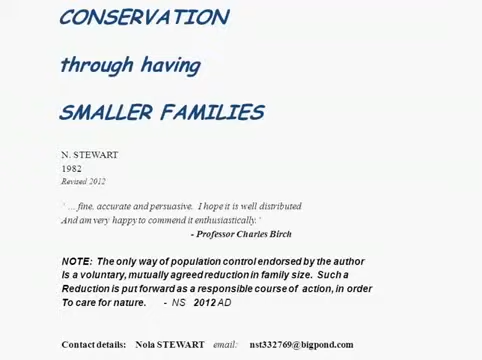 CONSERVATION
through having
SMALLER FAMILIES
N. STEWART
1982
Revised 2012
' ... fine, accurate and persuasive. I hope it is well distributed
And am very happy to commend it enthusiastically.'
- Professor Charles Birch
NOTE: The only way of population control endorsed by the author
Is a voluntary, mutually agreed reduction in family size. Such a
Reduction is put forward as a responsible course of action, in order
To care for nature. - NS 2012 AD
Contact details: Nola STEWART email: nst332769@bigpond.com